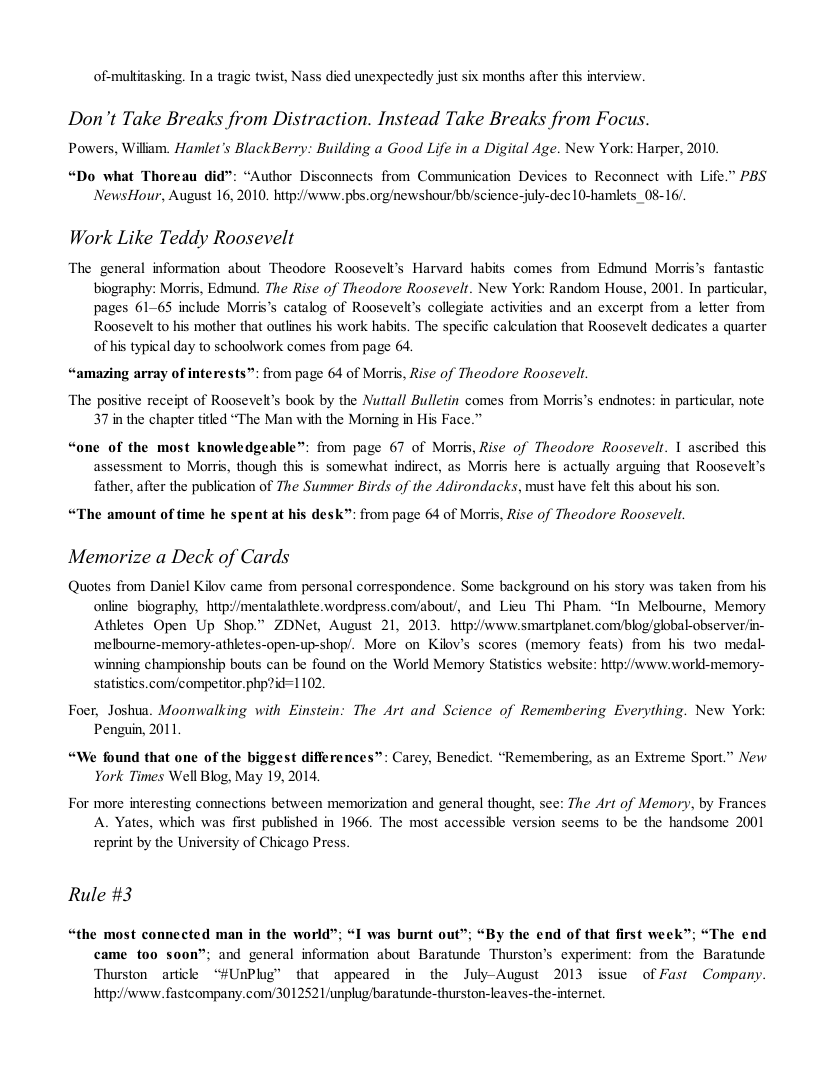 of-multitasking. In a tragic twist, Nass died unexpectedly just six months after this interview.
Don’t Take Breaks from Distraction. Instead Take Breaks from Focus.
Powers, William. Hamlet’s BlackBerry: Building a Good Life in a Digital Age. New York: Harper, 2010.
“Do what Thoreau did”: “Author Disconnects from Communication Devices to Reconnect with Life.” PBS
NewsHour, August 16, 2010. http://www.pbs.org/newshour/bb/science-july-dec10-hamlets_08-16/.
Work Like Teddy Roosevelt
The general information about Theodore Roosevelt’s Harvard habits comes from Edmund Morris’s fantastic
biography: Morris, Edmund. The Rise of Theodore Roosevelt. New York: Random House, 2001. In particular,
pages 61–65 include Morris’s catalog of Roosevelt’s collegiate activities and an excerpt from a letter from
Roosevelt to his mother that outlines his work habits. The specific calculation that Roosevelt dedicates a quarter
of his typical day to schoolwork comes from page 64.
“amazing array of interests”: from page 64 of Morris, Rise of Theodore Roosevelt.
The positive receipt of Roosevelt’s book by the Nuttall Bulletin comes from Morris’s endnotes: in particular, note
37 in the chapter titled “The Man with the Morning in His Face.”
“one of the most knowledgeable”: from page 67 of Morris, Rise of Theodore Roosevelt. I ascribed this
assessment to Morris, though this is somewhat indirect, as Morris here is actually arguing that Roosevelt’s
father, after the publication of The Summer Birds of the Adirondacks, must have felt this about his son.
“The amount of time he spent at his desk”: from page 64 of Morris, Rise of Theodore Roosevelt.
Memorize a Deck of Cards
Quotes from Daniel Kilov came from personal correspondence. Some background on his story was taken from his
online biography, http://mentalathlete.wordpress.com/about/, and Lieu Thi Pham. “In Melbourne, Memory
Athletes Open Up Shop.” ZDNet, August 21, 2013. http://www.smartplanet.com/blog/global-observer/in-
melbourne-memory-athletes-open-up-shop/. More on Kilov’s scores (memory feats) from his two medal-
winning championship bouts can be found on the World Memory Statistics website: http://www.world-memory-
statistics.com/competitor.php?id=1102.
Foer, Joshua. Moonwalking with Einstein: The Art and Science of Remembering Everything. New York:
Penguin, 2011.
“We found that one of the biggest differences”: Carey, Benedict. “Remembering, as an Extreme Sport.” New
York Times Well Blog, May 19, 2014.
For more interesting connections between memorization and general thought, see: The Art of Memory, by Frances
A. Yates, which was first published in 1966. The most accessible version seems to be the handsome 2001
reprint by the University of Chicago Press.
Rule #3
“the most connected man in the world”; “I was burnt out”; “By the end of that first week”; “The end
came too soon”; and general information about Baratunde Thurston’s experiment: from the Baratunde
Thurston article “#UnPlug” that appeared in the July–August 2013 issue of Fast Company.
http://www.fastcompany.com/3012521/unplug/baratunde-thurston-leaves-the-internet.